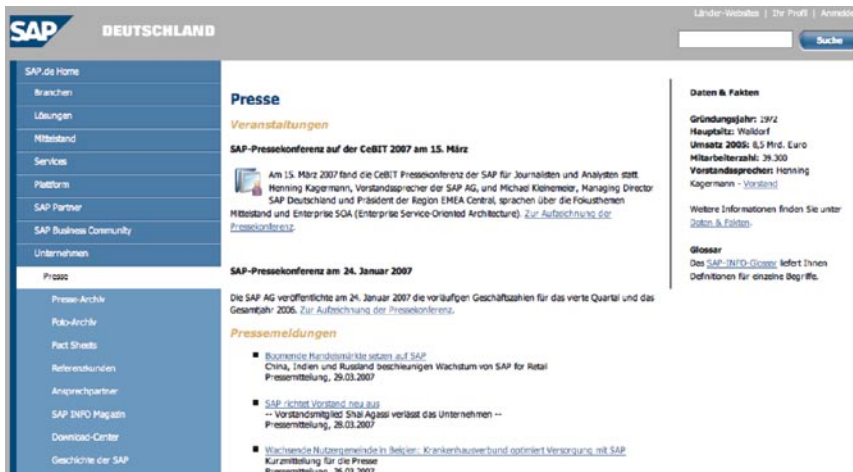 Länder-Websites | Ihr Profil | Anmelde
SAP DEUTSCHLAND
Suche
SAP.de Home
Branchen
Lösungen
Mittelstand
Services
Plattform
SAP Partner
SAP Business Community
Unternehmen
Presse
Presse-Archiv
Foto-Archiv
Fact Sheets
Referenzkunden
Ansprechpartner
SAP INFO Magazin
Download-Center
Geschichte der SAP
Presse
Veranstaltungen
SAP-Pressekonferenz auf der CeBIT 2007 am 15. März
Am 15. März 2007 fand die CeBIT Pressekonferenz der SAP für Journalisten und Analysten statt
Henning Kagermann, Vorstandssprecher der SAP AG, und Michael Kleinemeier, Managing Director
SAP Deutschland und Präsident der Region EMEA Central, sprachen über die Fokusthemen
Mittelstand und Enterprise SOA (Enterprise Service-Oriented Architecture). Zur Aufzeichnung der
Pressekonferenz.
SAP-Pressekonferenz am 24. Januar 2007
Die SAP AG veröffentlichte am 24. Januar 2007 die vorläufigen Geschäftszahlen für das vierte Quartal und das
Gesamtjahr 2006. Zur Aufzeichnung der Pressekonferenz.
Pressemeldungen
Boomende Handelsmärkte setzen auf SAP
China, Indien und Russland beschleunigen Wachstum von SAP for Retail
Pressemitteilung, 29.03.2007
SAP richtet Vorstand neu aus
-- Vorstandsmitglied Shai Agassi verlässt das Unternehmen --
Pressemitteilung, 28.03.2007
Wachsende Nutzergemeinde in Belgien: Krankenhausverbund optimiert Versorgung mit SAP
Kurzmitteilung für die Presse
Pressemitteilung, 26.03.2007
Daten & Fakten
Gründungsjahr: 1972
Hauptsitz: Walldorf
Umsatz 2005: 8,5 Mrd. Euro
Mitarbeiterzahl: 39.300
Vorstandssprecher: Henning
Kagermann - Vorstand
Weitere Informationen finden Sie unter
Daten & Fakten.
Glossar
Das SAP-INFO-Glossar liefert Ihnen
Definitionen für einzelne Begriffe.